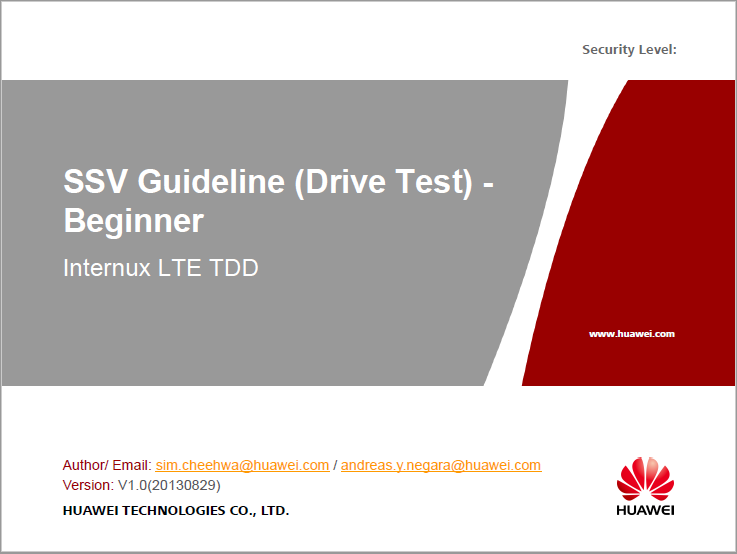 Security Level:
SSV Guideline (Drive Test) -
Beginner
Internux LTE TDD
www.huawei.com
Author/ Email: sim.cheehwa@huawei.com / andreas.y.negara@huawei.com
Version: V1.0(20130829)
HUAWEI TECHNOLOGIES CO., LTD.
HUAWEI